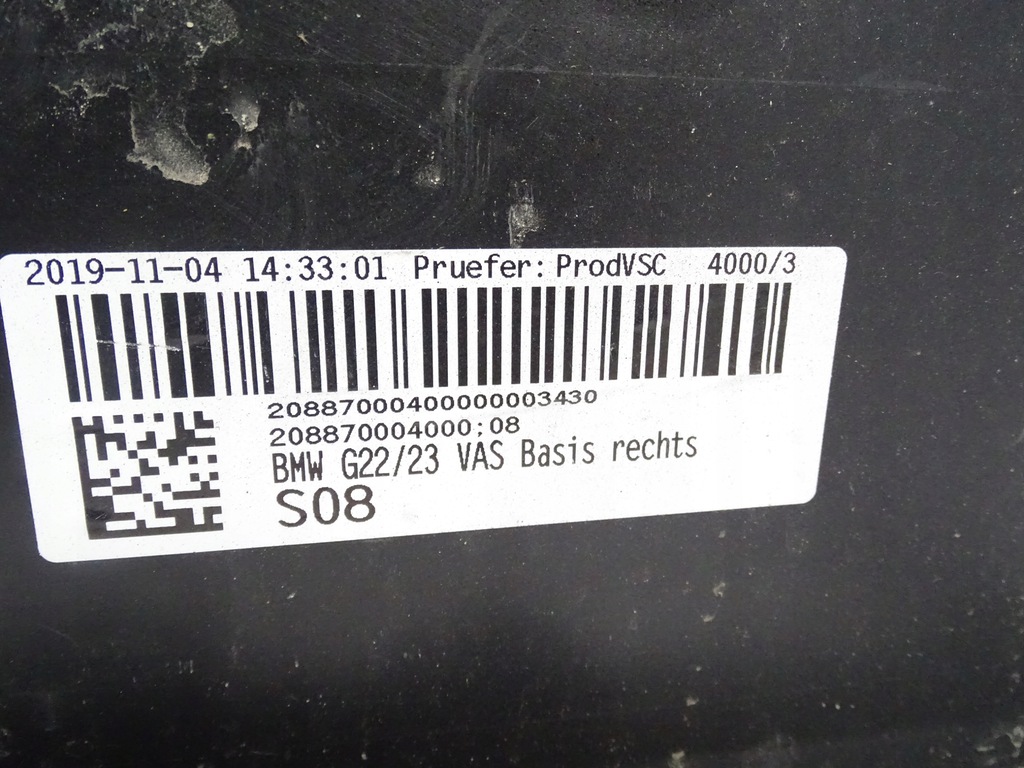 2019-11-04 14:33:01 Pruefer: ProdVSC 4000/3
20887000400000003430
208870004000;08
BMW G22/23 VAS Basis rechts
S08